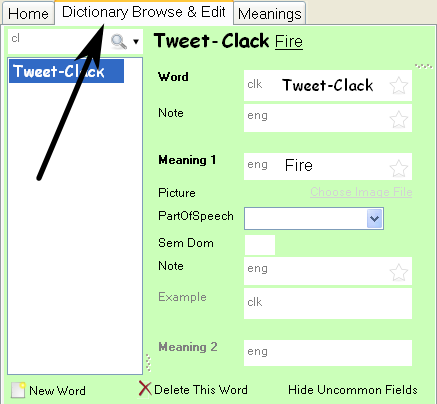 Home Dictionary Browse & Edit Meanings
cl
Tweet-Clack Fire
Tweet-Clack
Word clk Tweet-Clack
Note eng
Meaning 1 eng Fire
Picture Choose Image File
PartOfSpeech
Sem Dom
Note eng
Example clk
Meaning 2 eng
New Word Delete This Word Hide Uncommon Fields